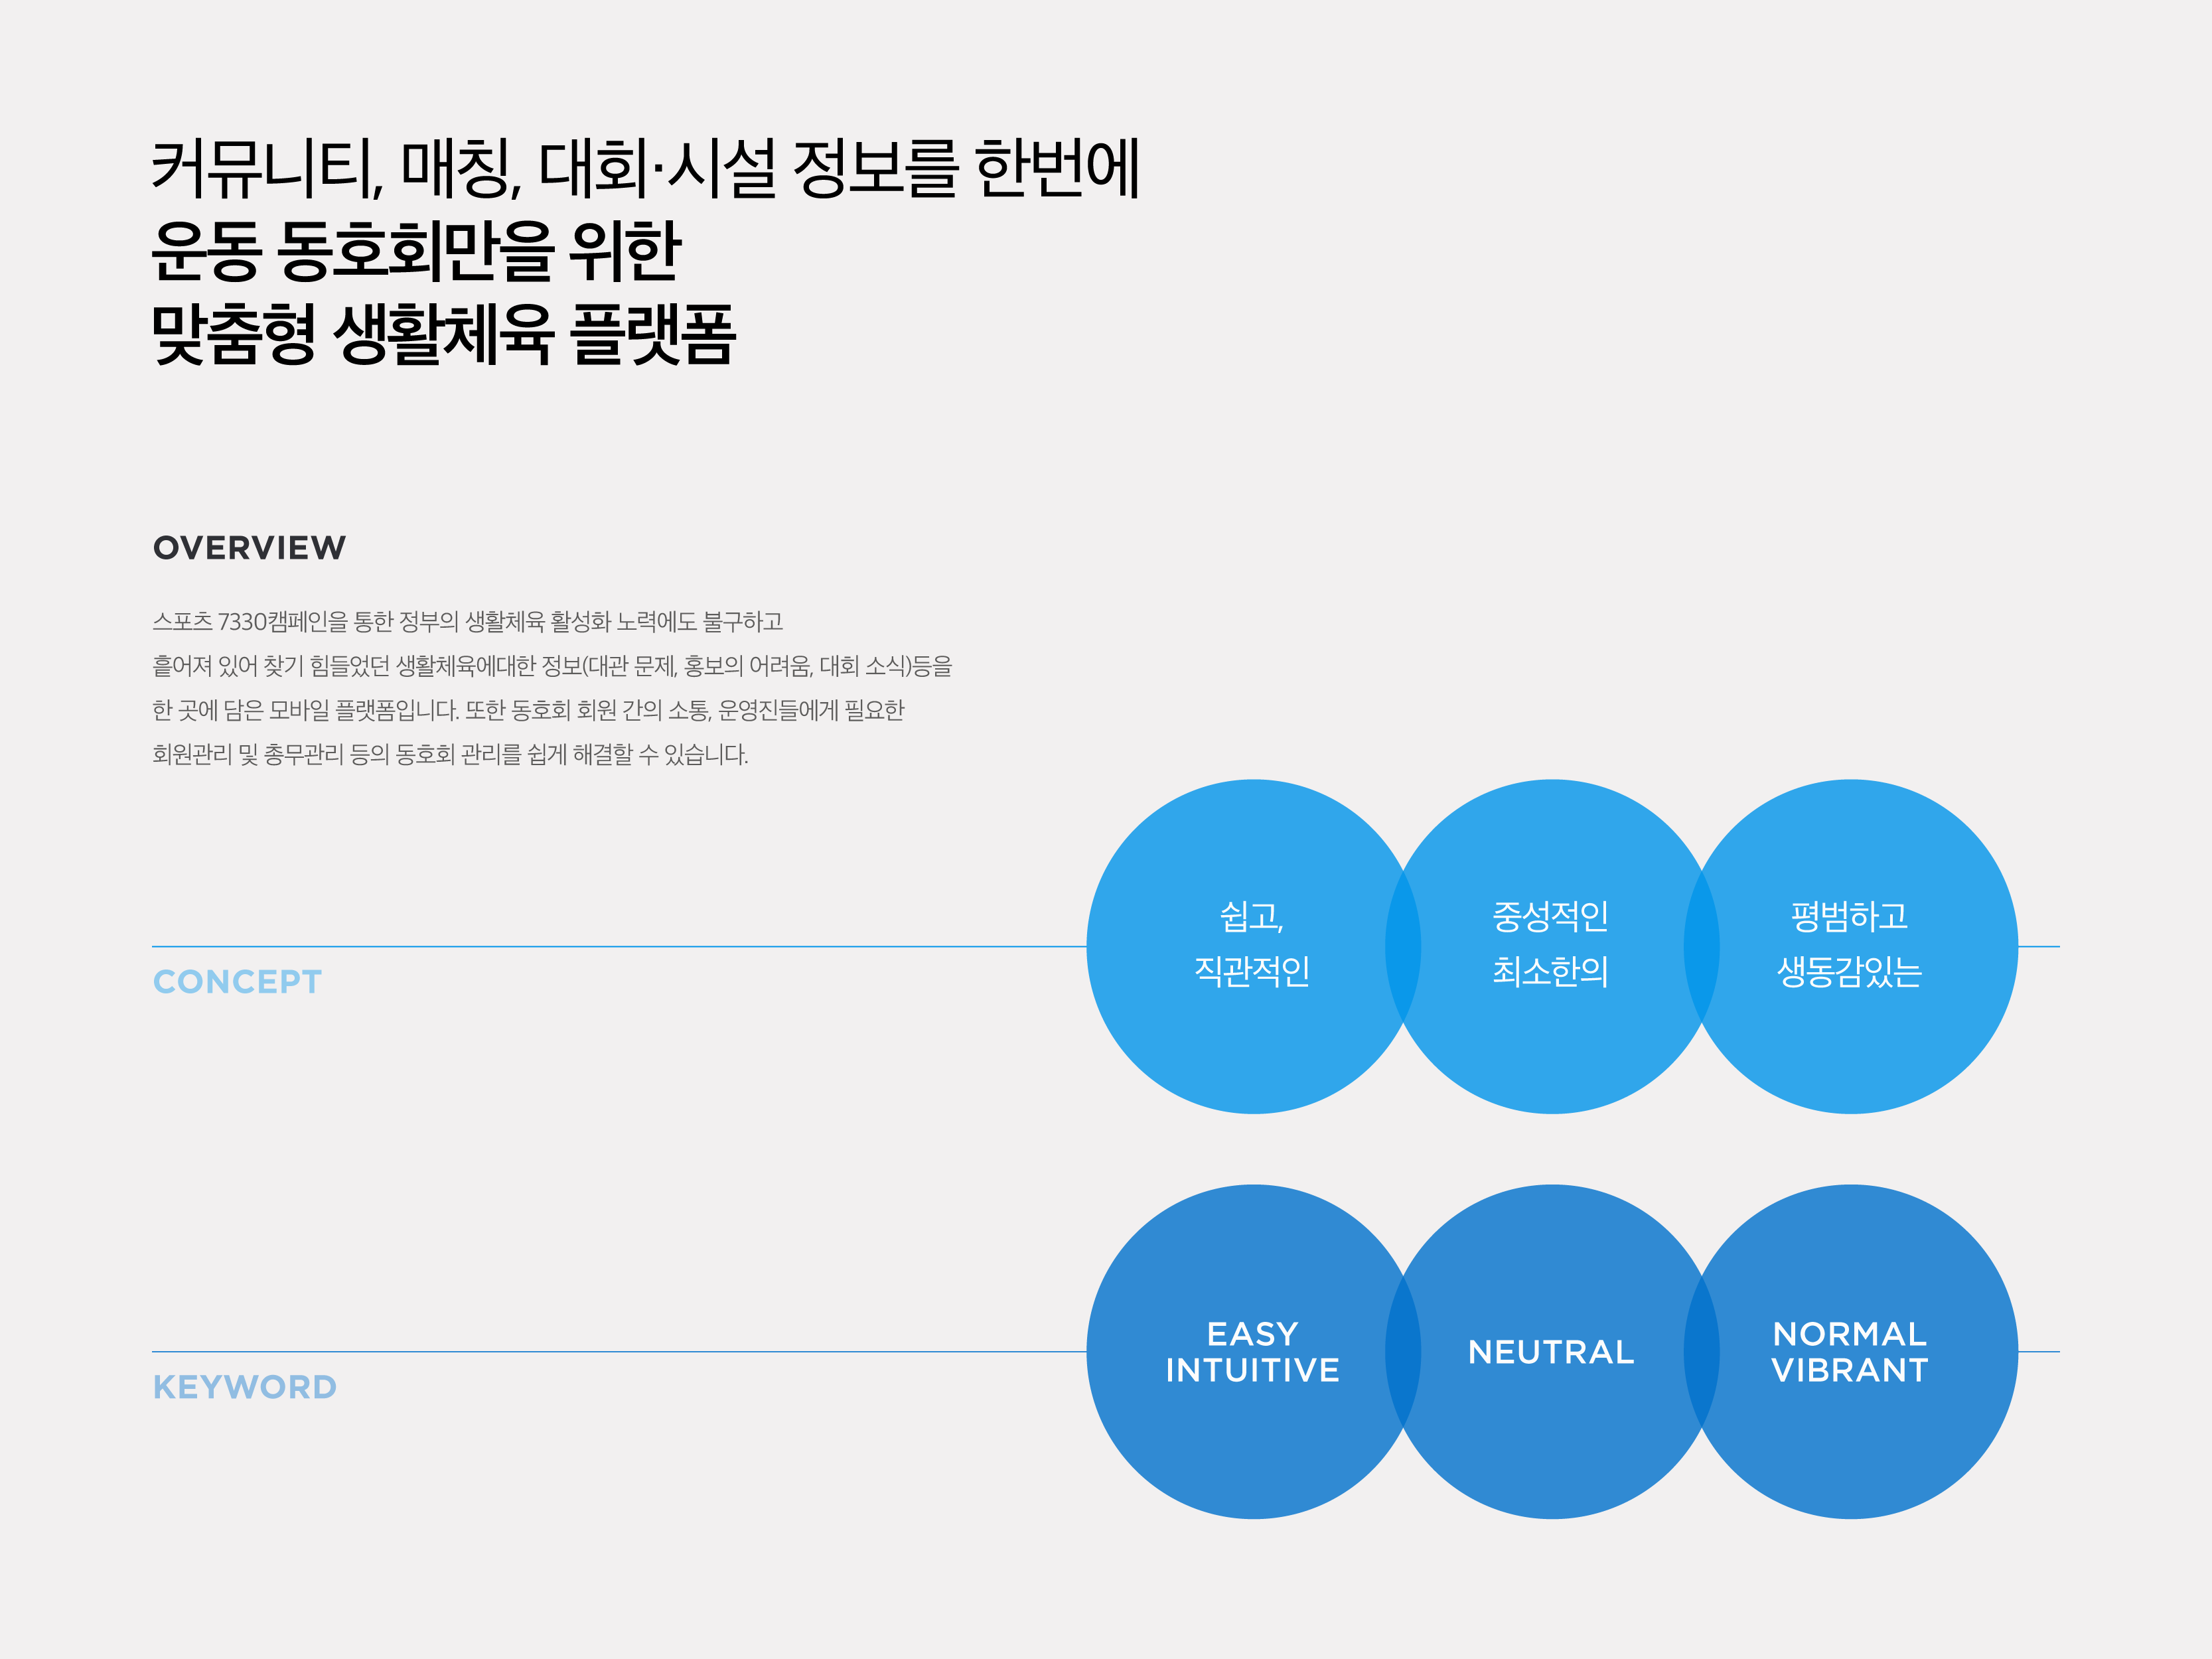 커뮤니티, 매칭, 대회·시설 정보를 한번에
운동 동호회만을 위한
맞춤형 생활체육 플랫폼
OVERVIEW
스포츠 7330캠페인을 통한 정부의 생활체육 활성화 노력에도 불구하고
흩어져 있어 찾기 힘들었던 생활체육에대한 정보(대관 문제, 홍보의 어려움, 대회 소식)등을
한 곳에 담은 모바일 플랫폼입니다. 또한 동호회 회원 간의 소통, 운영진들에게 필요한
회원관리 및 총무관리 등의 동호회 관리를 쉽게 해결할 수 있습니다.
CONCEPT
쉽고,
직관적인
중성적인
최소한의
평범하고
생동감있는
KEYWORD
EASY
INTUITIVE
NEUTRAL
NORMAL
VIBRANT